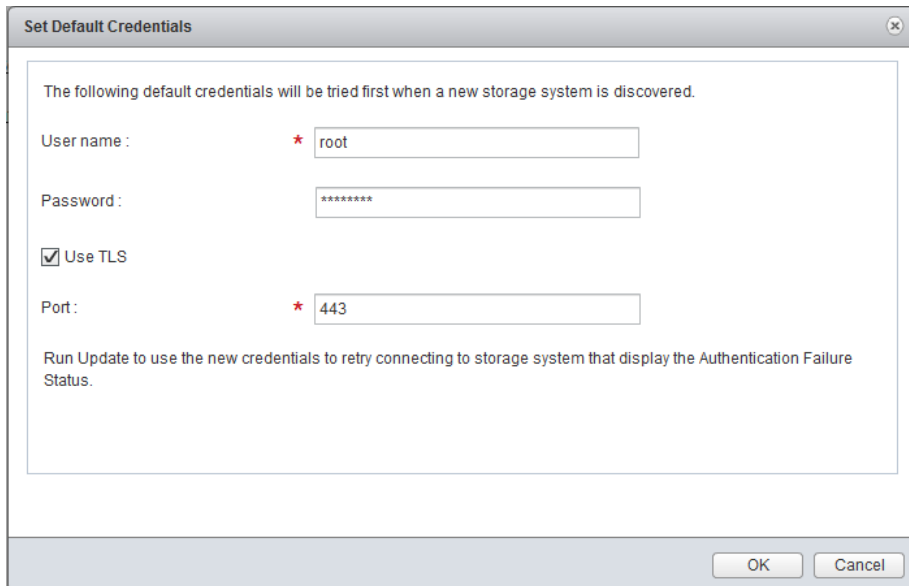 Set Default Credentials
The following default credentials will be tried first when a new storage system is discovered.
User name : * root
Password : ********
Use TLS
Port : * 443
Run Update to use the new credentials to retry connecting to storage system that display the Authentication Failure
Status.
OK Cancel